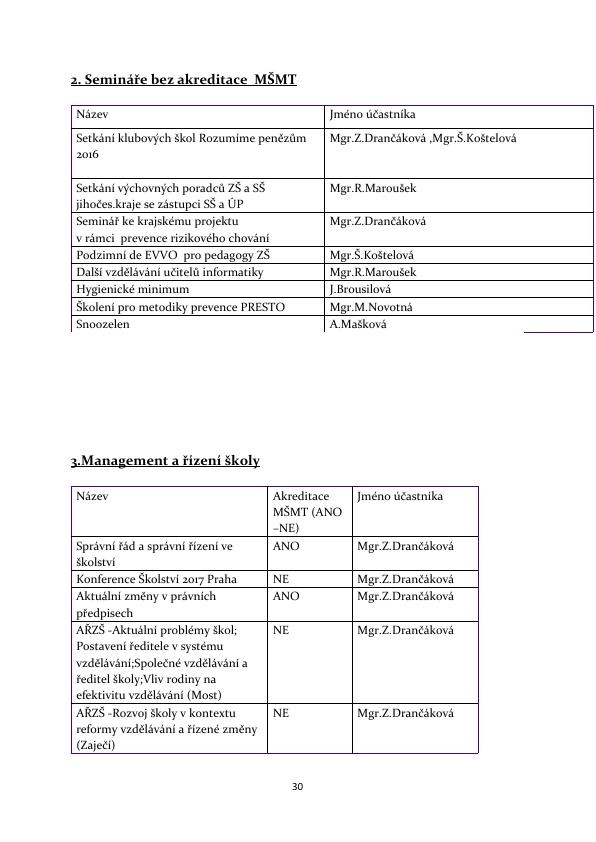 2. Semináře bez akreditace  MŠMT
Název
Jméno účastníka
Setkání klubových škol Rozumíme penězům
2016
Mgr.Z.Drančáková ,Mgr.Š.Koštelová
Setkání výchovných poradců ZŠ a SŠ
jihočes.kraje se zástupci SŠ a ÚP
Mgr.R.Maroušek
Seminář ke krajskému projektu
v rámci  prevence rizikového chování
Mgr.Z.Drančáková
Podzimní de EVVO  pro pedagogy ZŠ
Mgr.Š.Koštelová
Další vzdělávání učitelů informatiky
Mgr.R.Maroušek
Hygienické minimum
J.Brousilová
Školení pro metodiky prevence PRESTO
Mgr.M.Novotná
Snoozelen
A.Mašková
3.Management a řízení školy
Název
Akreditace
MŠMT (ANO
–NE)
Jméno účastníka
Správní řád a správní řízení ve
školství
ANO
Mgr.Z.Drančáková
Konference Školství 2017 Praha
NE
Mgr.Z.Drančáková
Aktuální změny v právních
předpisech
ANO
Mgr.Z.Drančáková
AŘZŠ -Aktuální problémy škol;
Postavení ředitele v systému
vzdělávání;Společné vzdělávání a
ředitel školy;Vliv rodiny na
efektivitu vzdělávání (Most)
NE
Mgr.Z.Drančáková
AŘZŠ -Rozvoj školy v kontextu
reformy vzdělávání a řízené změny
(Zaječí)
NE
Mgr.Z.Drančáková
30